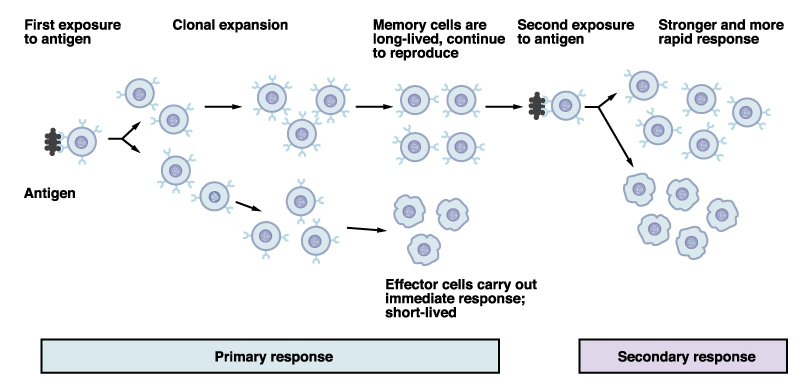 First exposure
to antigen
Clonal expansion
Memory cells are
long-lived, continue
to reproduce
Second exposure
to antigen
Stronger and more
rapid response
Antigen
Effector cells carry out
immediate response;
short-lived
Primary response
Secondary response